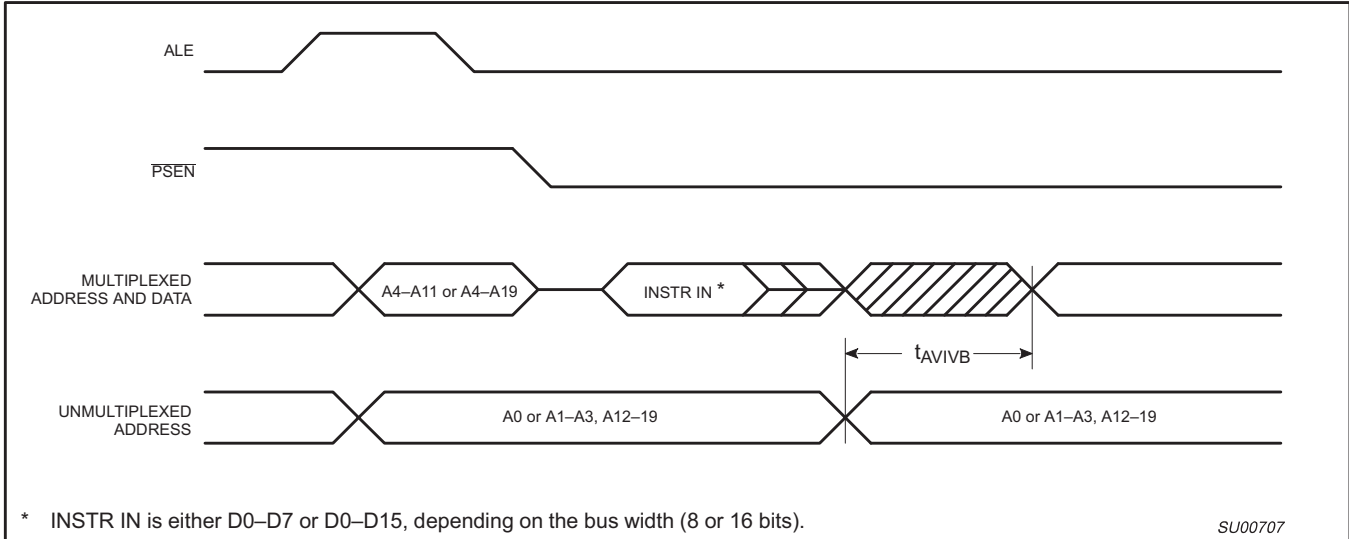 ALE
PSEN
MULTIPLEXED
ADDRESS AND DATA
A4–A11 or A4–A19
INSTR IN *
tAVIVB
UNMULTIPLEXED
ADDRESS
A0 or A1–A3, A12–19
A0 or A1–A3, A12–19
* INSTR IN is either D0–D7 or D0–D15, depending on the bus width (8 or 16 bits).
SU00707